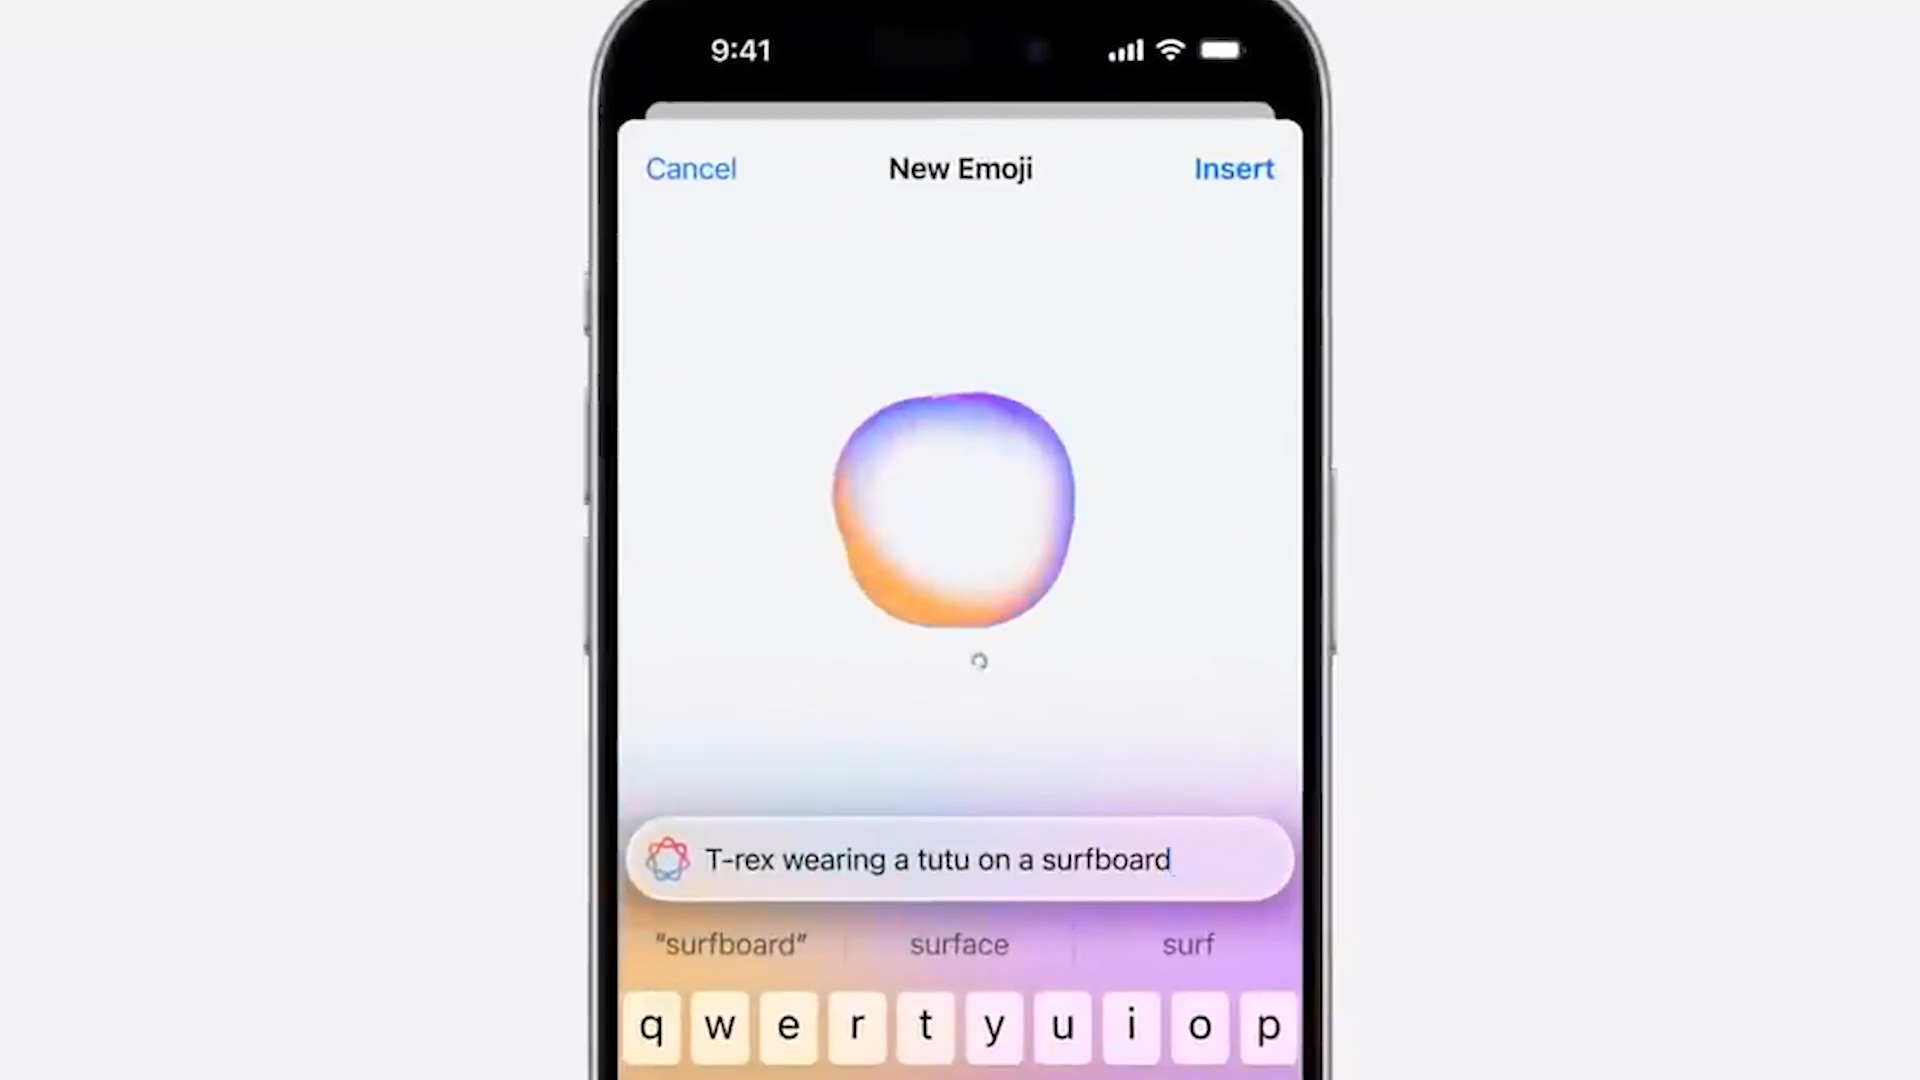 9:41
Cancel New Emoji Insert
T-rex wearing a tutu on a surfboard
"surfboard" surface surf
q w e r t y u i o p